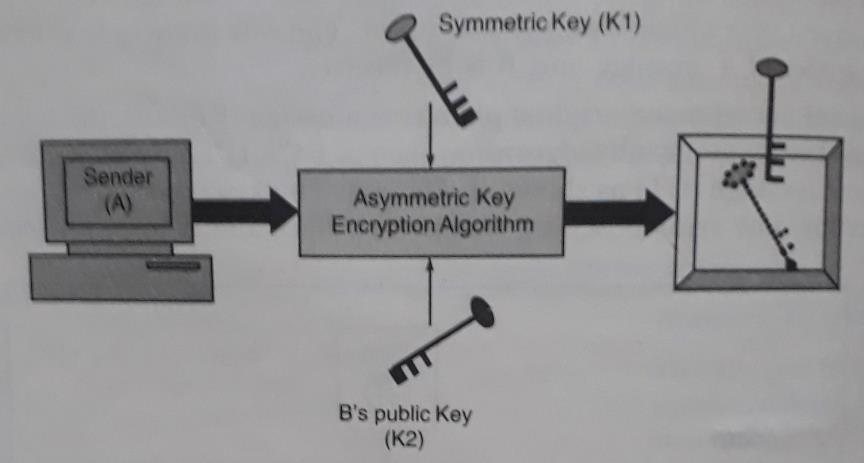 Symmetric Key (K1)
Sender
(A)
Asymmetric Key
Encryption Algorithm
B's public Key
(K2)